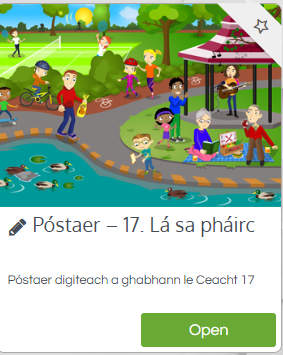 Póstaer – 17. Lá sa pháirc
Póstaer digiteach a ghabhann le Ceacht 17
Open